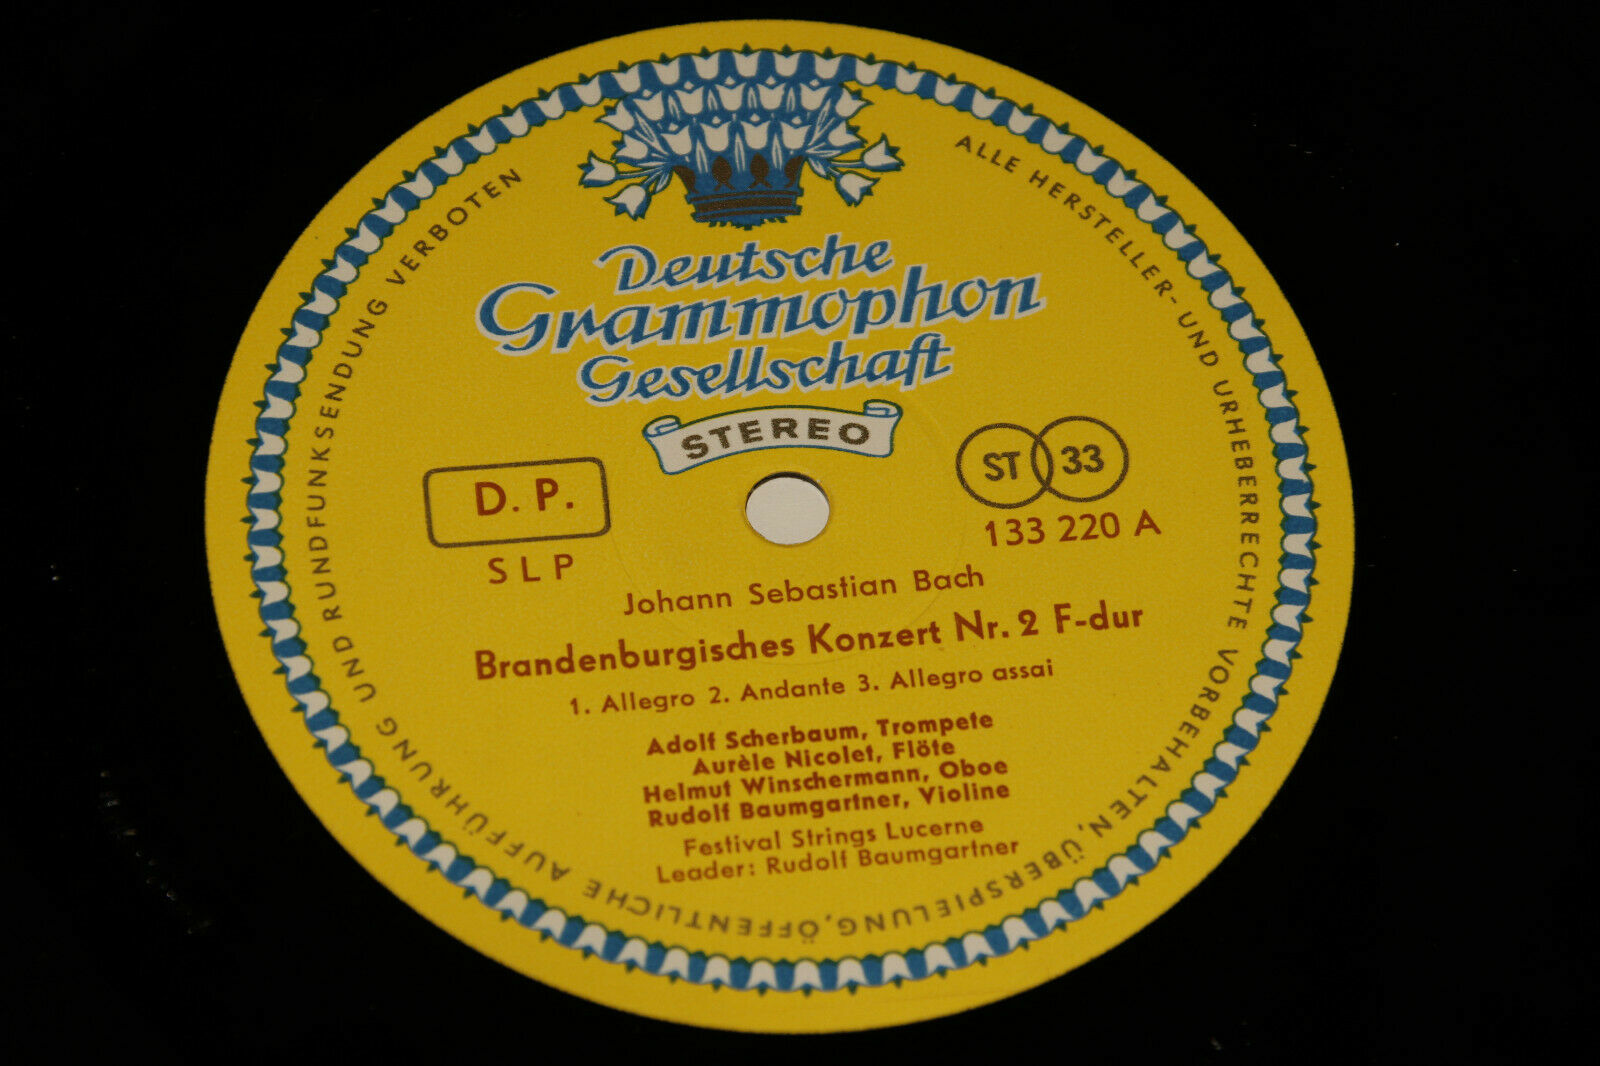 Deutsche
Grammophon
Gesellschaft
STEREO
D. P.
SLP
ST 33
133 220 A
Johann Sebastian Bach
Brandenburgisches Konzert Nr. 2 F-dur
1. Allegro 2. Andante 3. Allegro assai
Adolf Scherbaum, Trompete
Aurèle Nicolet, Flöte
Helmut Winschermann, Oboe
Rudolf Baumgartner, Violine
Festival Strings Lucerne
Leader: Rudolf Baumgartner
ALLE HERSTELLER- UND URHEBERRECHTE VORBEHALTEN, ÜBERSPIELUNG, ÖFFENTLICHE AUFFÜHRUNG UND RUNDFUNKSENDUNG VERBOTEN